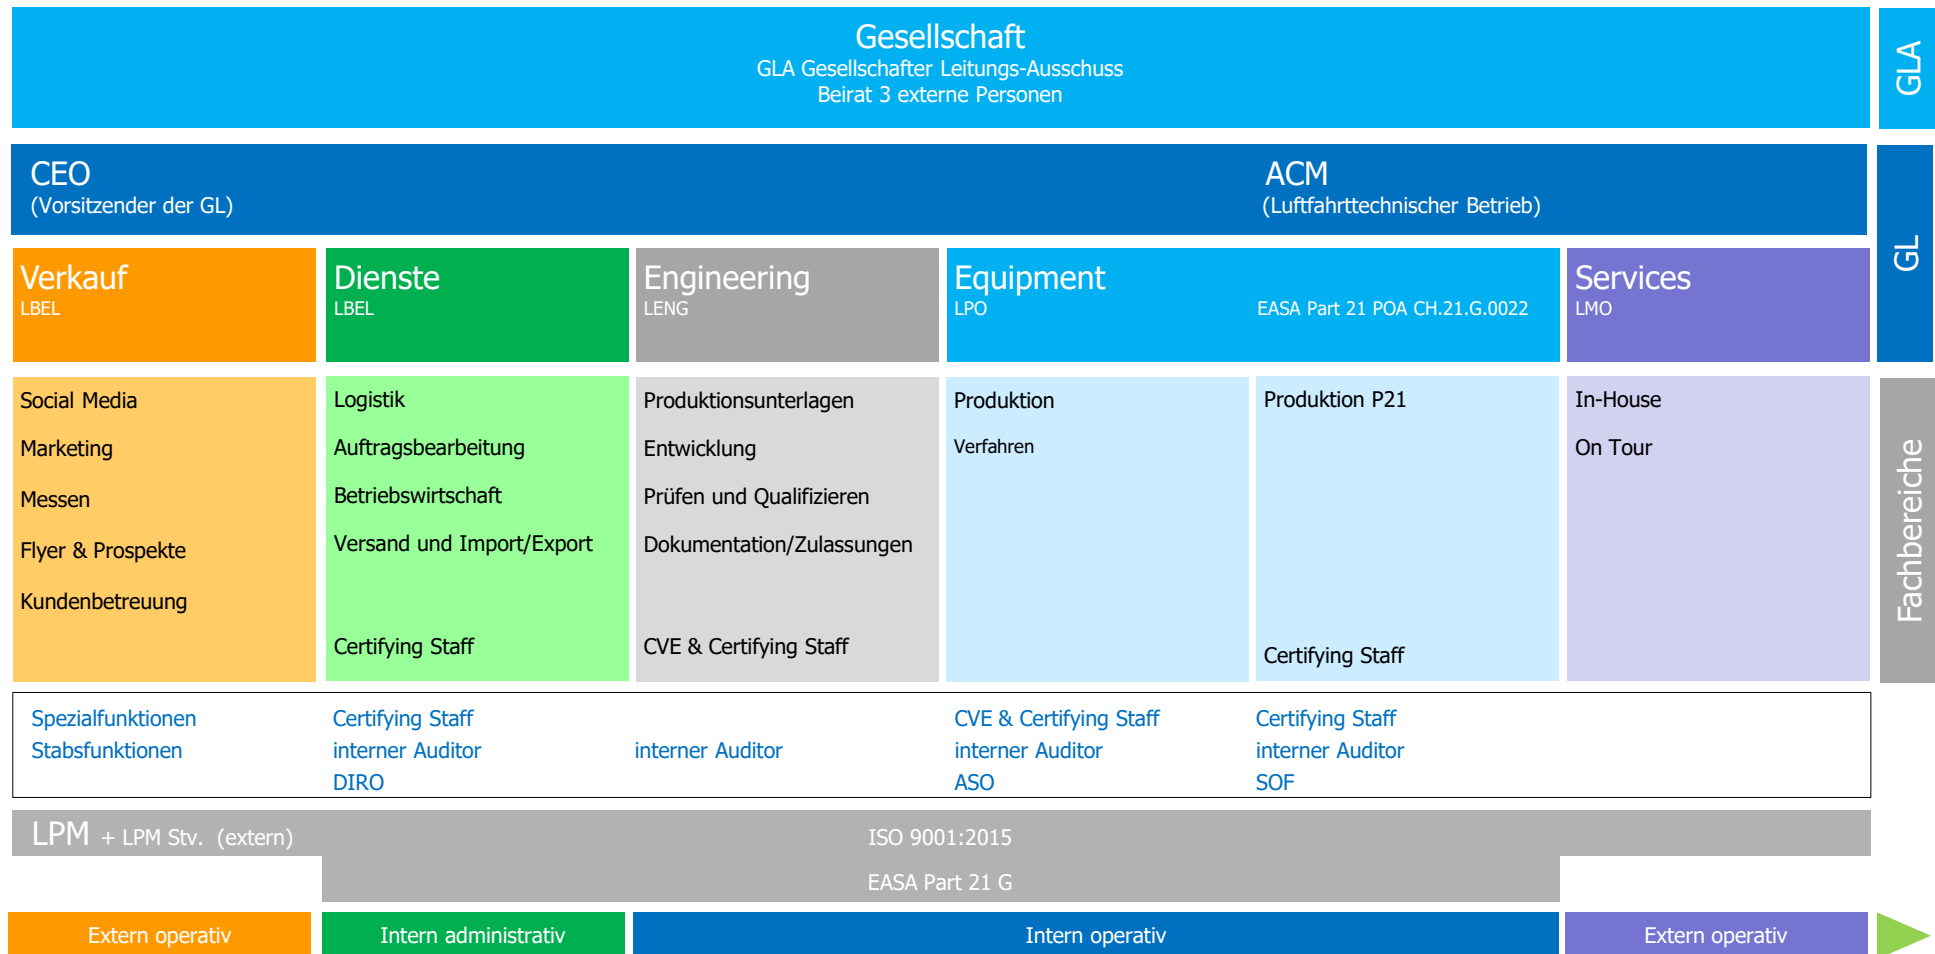 Gesellschaft
GLA Gesellschafter Leitungs-Ausschuss
Beirat 3 externe Personen
GLA
CEO
(Vorsitzender der GL)
ACM
(Luftfahrttechnischer Betrieb)
GL
Verkauf
LBEL
Dienste
LBEL
Engineering
LENG
Equipment
LPO
EASA Part 21 POA CH.21.G.0022
Services
LMO
Social Media
Marketing
Messen
Flyer & Prospekte
Kundenbetreuung
Logistik
Auftragsbearbeitung
Betriebswirtschaft
Versand und Import/Export
Certifying Staff
Produktionsunterlagen
Entwicklung
Prüfen und Qualifizieren
Dokumentation/Zulassungen
CVE & Certifying Staff
Produktion
Verfahren
Produktion P21
Certifying Staff
In-House
On Tour
Fachbereiche
Spezialfunktionen
Stabsfunktionen
Certifying Staff
interner Auditor
DIRO
interner Auditor
CVE & Certifying Staff
interner Auditor
ASO
Certifying Staff
interner Auditor
SOF
LPM + LPM Stv. (extern)
ISO 9001:2015
EASA Part 21 G
Extern operativ
Intern administrativ
Intern operativ
Extern operativ